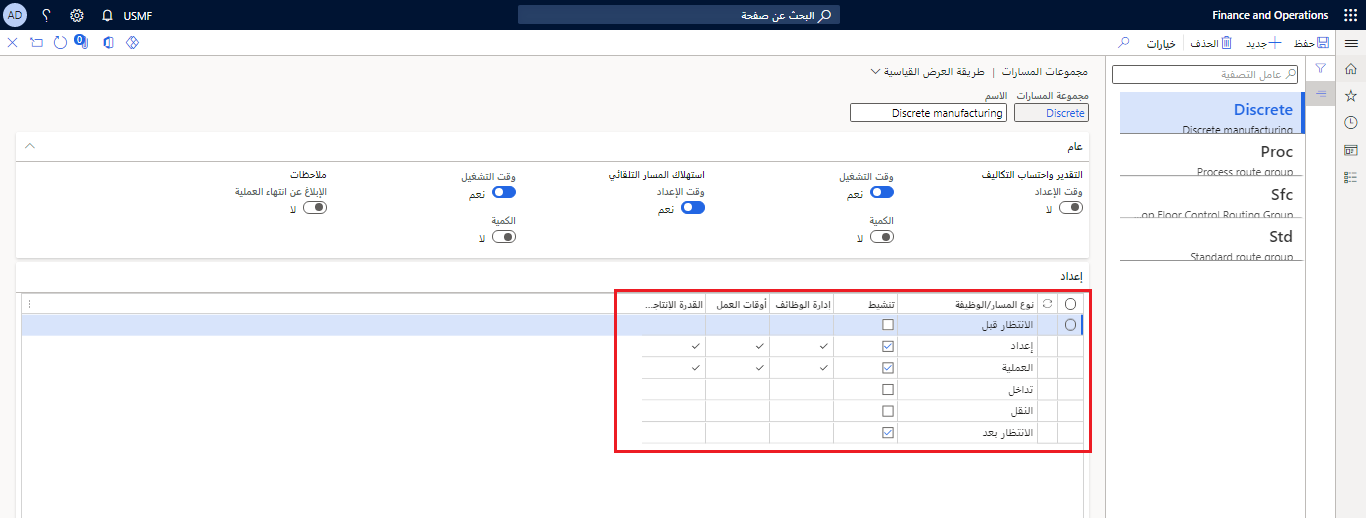 Finance and Operations
البحث عن صفحة
USMF
AD
حفظ
جديد
الحذف
خيارات
0
عامل التصفية
Discrete
Discrete manufacturing
Proc
Process route group
Sfc
...op Floor Control Routing Group
Std
Standard route group
مجموعات المسارات | طريقة العرض القياسية
مجموعة المسارات
الاسم
Discrete
Discrete manufacturing
عام
التقدير واحتساب التكاليف
وقت الإعداد
لا
وقت التشغيل
نعم
الكمية
لا
استهلاك المسار التلقائي
وقت الإعداد
نعم
وقت التشغيل
نعم
الكمية
لا
ملاحظات
الإبلاغ عن انتهاء العملية
لا
إعداد
نوع المسار/الوظيفة تنشيط إدارة الوظائف أوقات العمل القدرة الإنتاجـ...
الانتظار قبل
إعداد
العملية
تداخل
النقل
الانتظار بعد